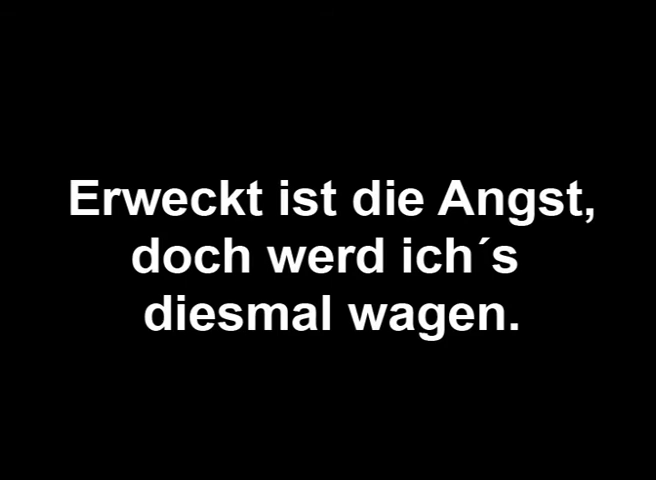 Erweckt ist die Angst,
doch werd ich´s
diesmal wagen.